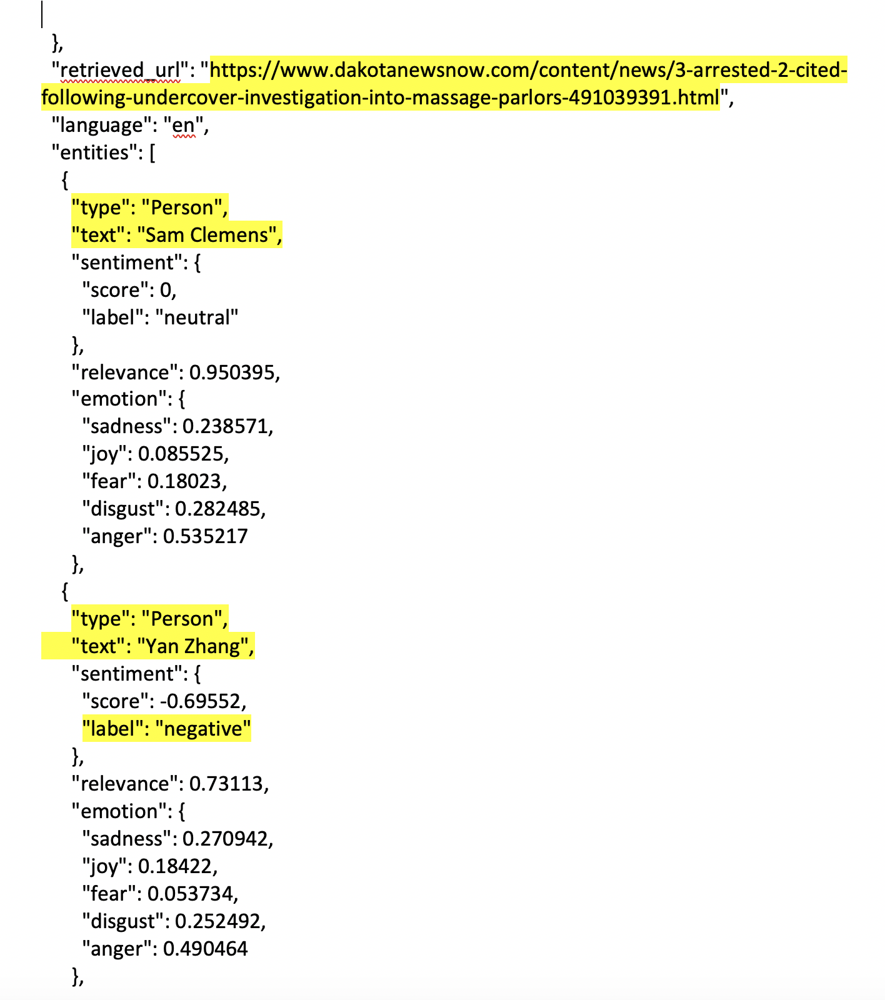 },
"retrieved_url": "https://www.dakotanewsnow.com/content/news/3-arrested-2-cited-
following-undercover-investigation-into-massage-parlors-491039391.html",
"language": "en",
"entities": [
{
"type": "Person",
"text": "Sam Clemens",
"sentiment": {
"score": 0,
"label": "neutral"
},
"relevance": 0.950395,
"emotion": {
"sadness": 0.238571,
"joy": 0.085525,
"fear": 0.18023,
"disgust": 0.282485,
"anger": 0.535217
},
{
"type": "Person",
"text": "Yan Zhang",
"sentiment": {
"score": -0.69552,
"label": "negative"
},
"relevance": 0.73113,
"emotion": {
"sadness": 0.270942,
"joy": 0.18422,
"fear": 0.053734,
"disgust": 0.252492,
"anger": 0.490464
},